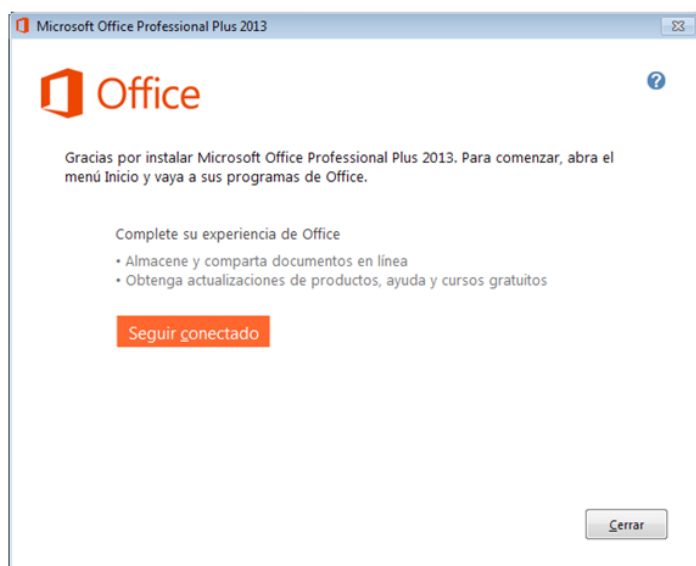 Microsoft Office Professional Plus 2013
Office
?
Gracias por instalar Microsoft Office Professional Plus 2013. Para comenzar, abra el
menú Inicio y vaya a sus programas de Office.
Complete su experiencia de Office
• Almacene y comparta documentos en línea
• Obtenga actualizaciones de productos, ayuda y cursos gratuitos
Seguir conectado
Cerrar